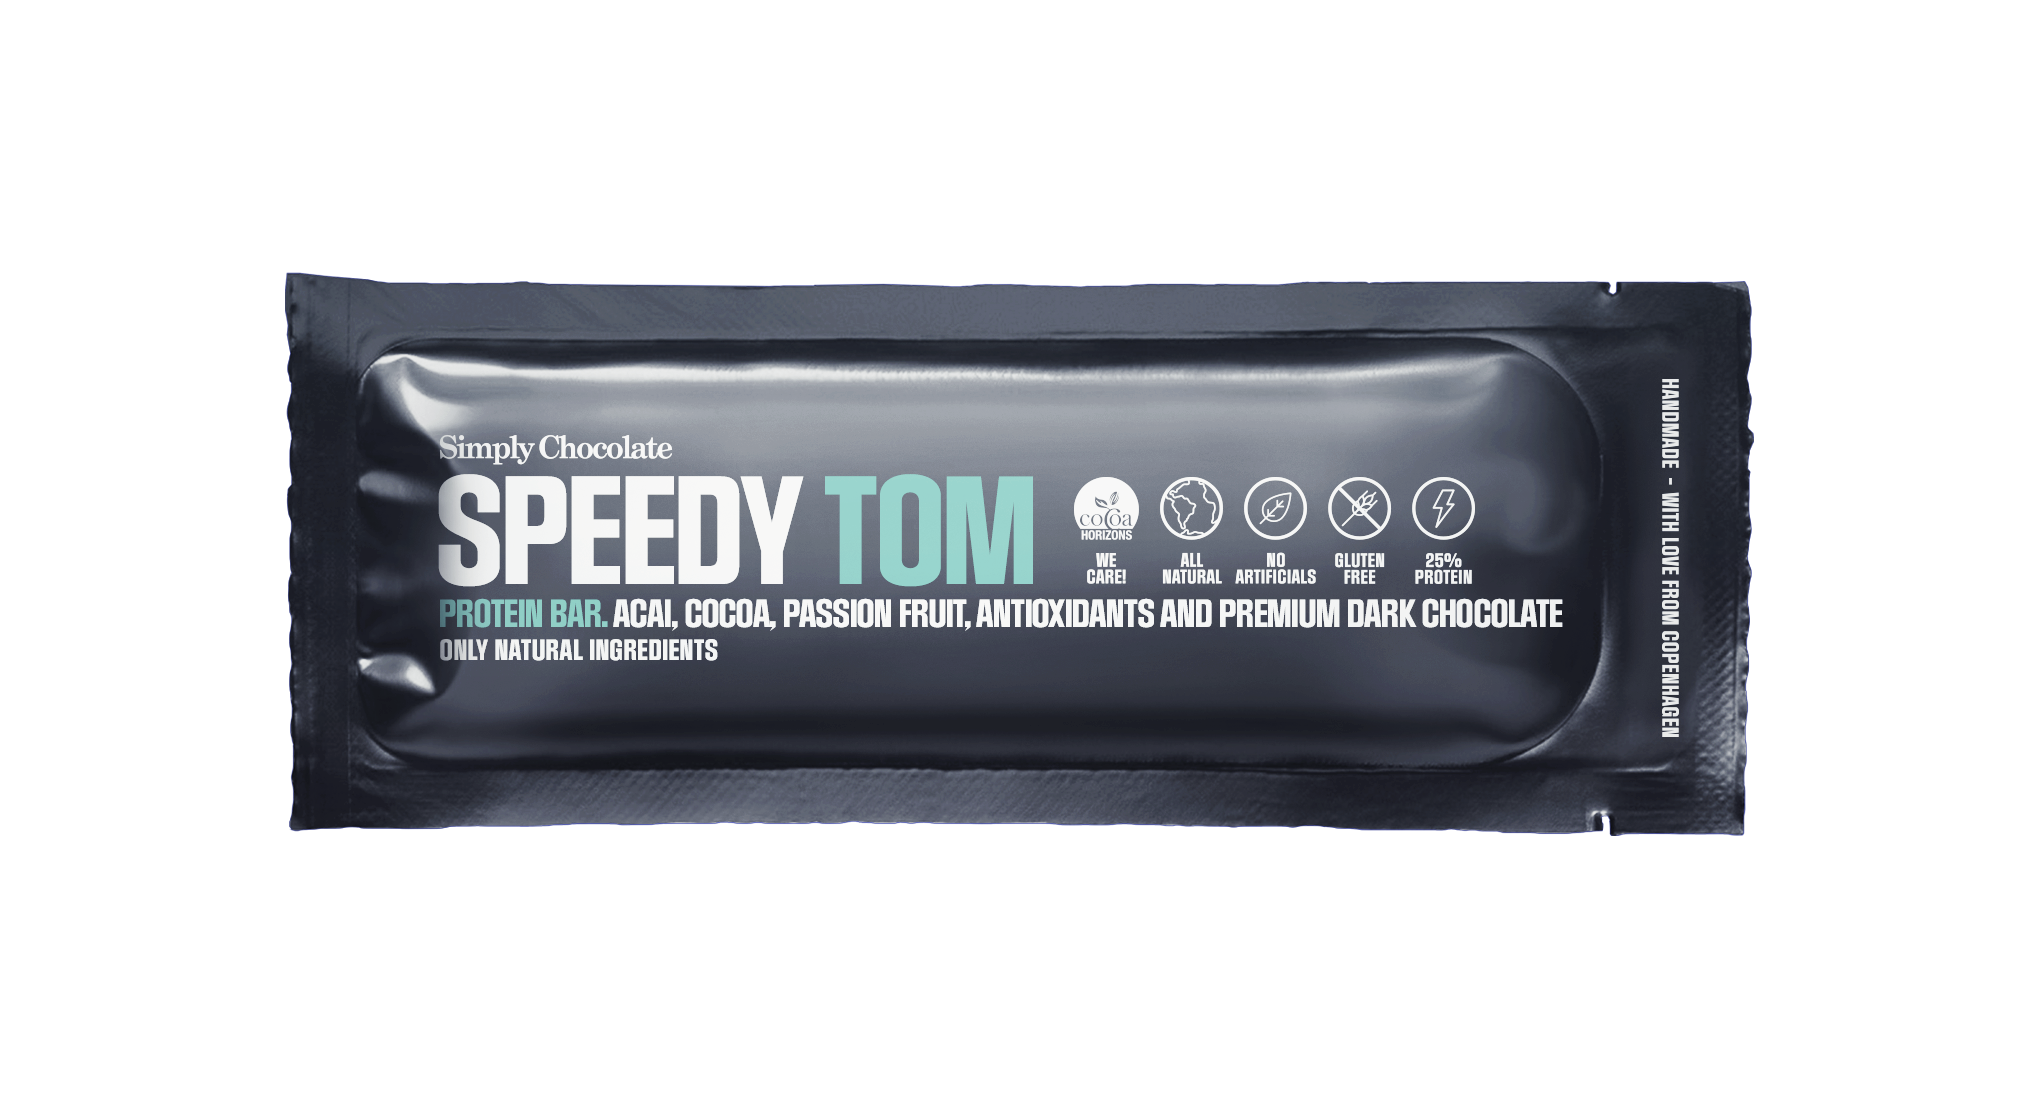 Simply Chocolate
SPEEDY TOM
cocoa
HORIZONS
WE
CARE!
ALL
NATURAL
NO
ARTIFICIALS
GLUTEN
FREE
25%
PROTEIN
PROTEIN BAR. ACAI, COCOA, PASSION FRUIT, ANTIOXIDANTS AND PREMIUM DARK CHOCOLATE
ONLY NATURAL INGREDIENTS
HANDMADE - WITH LOVE FROM COPENHAGEN